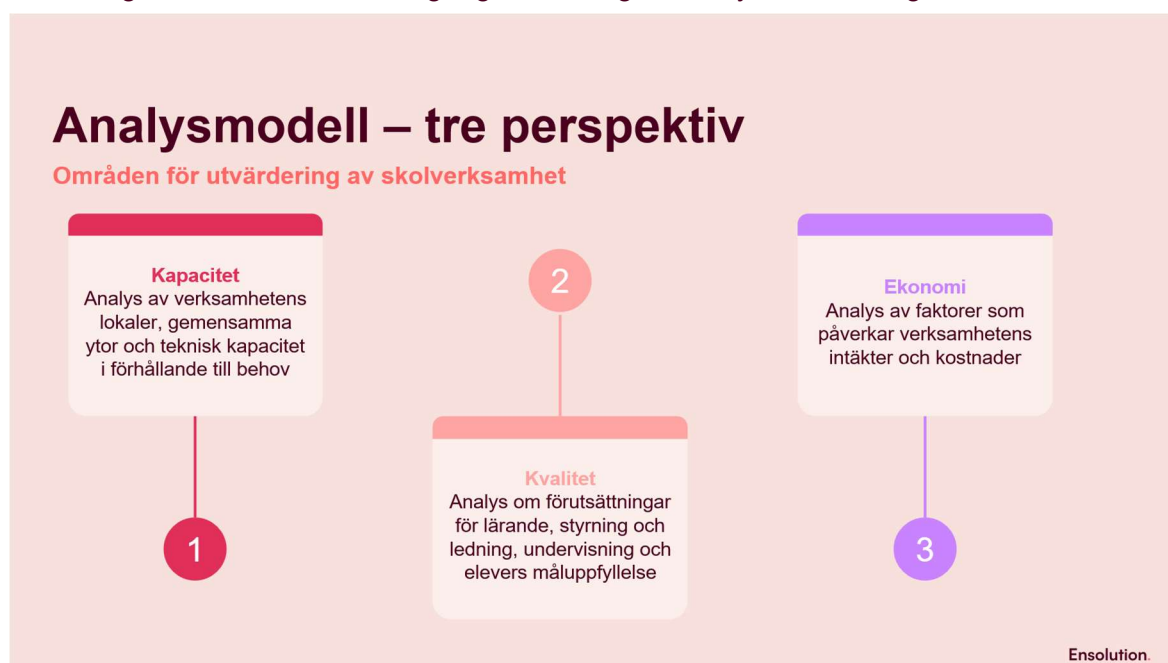 Analysmodell – tre perspektiv
Områden för utvärdering av skolverksamhet
Kapacitet
Analys av verksamhetens
lokaler, gemensamma
ytor och teknisk kapacitet
i förhållande till behov
1
2
Kvalitet
Analys om förutsättningar
för lärande, styrning och
ledning, undervisning och
elevers måluppfyllelse
Ekonomi
Analys av faktorer som
påverkar verksamhetens
intäkter och kostnader
3
Ensolution.